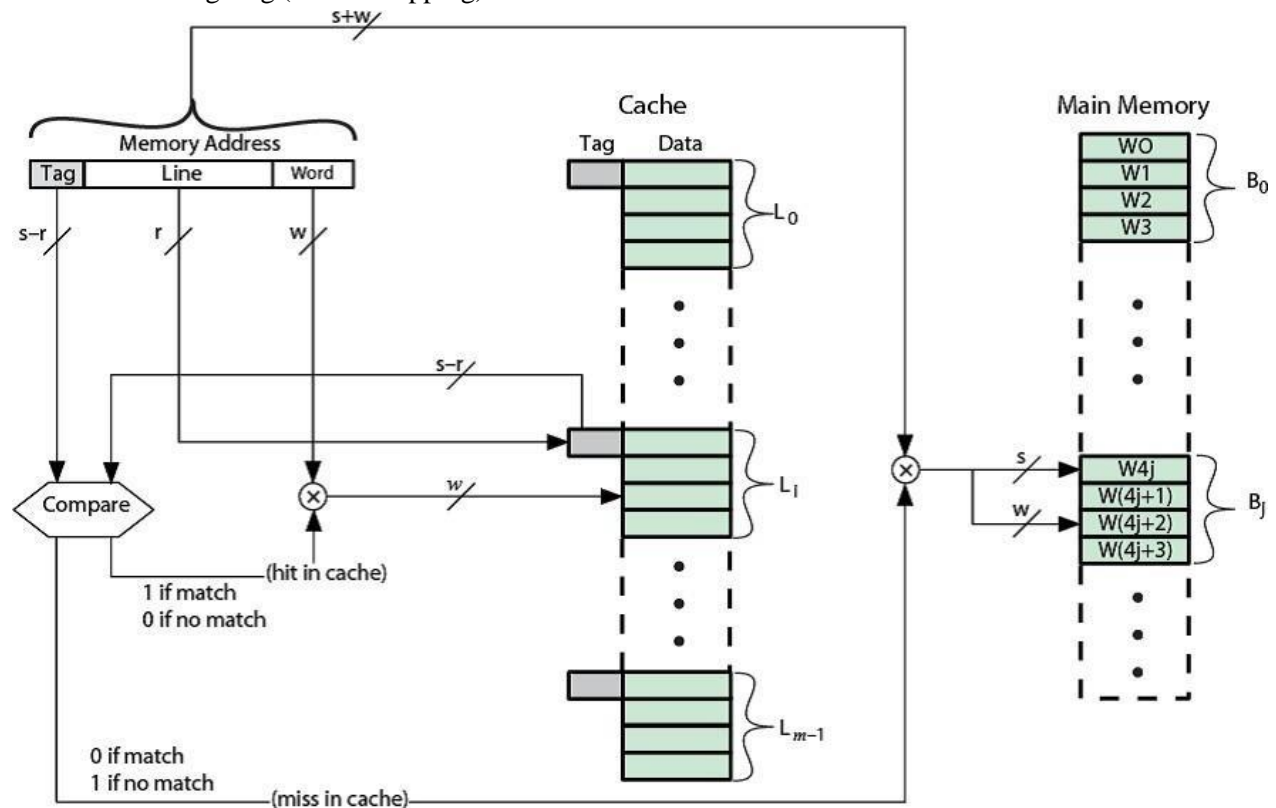 s+w
Cache
Main Memory
Memory Address
Tag Line Word
Tag Data
s–r
r
w
L0
W0
W1
W2
W3
B0
s–r
Compare
w
Li
s
w
W4j
W(4j+1)
W(4j+2)
W(4j+3)
Bj
(hit in cache)
1 if match
0 if no match
Lm–1
0 if match
1 if no match
(miss in cache)